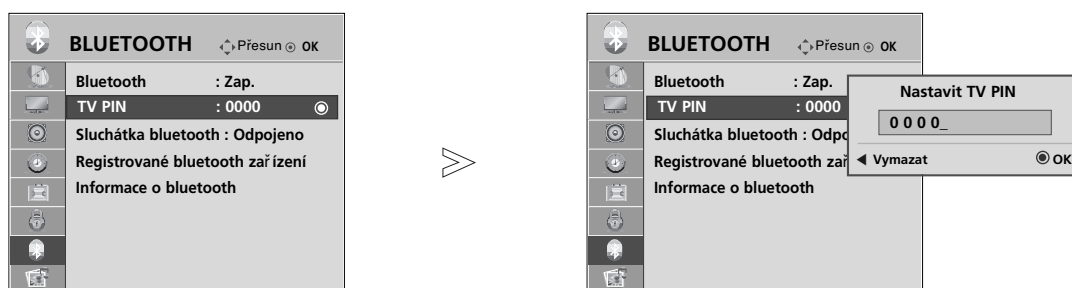 BLUETOOTH Přesun OK
Bluetooth : Zap.
TV PIN : 0000
Sluchátka bluetooth : Odpojeno
Registrované bluetooth zařízení
Informace o bluetooth
BLUETOOTH Přesun OK
Bluetooth : Zap.
TV PIN : 0000
Sluchátka bluetooth : Odpo
Registrované bluetooth zař
Informace o bluetooth
Nastavit TV PIN
0 0 0 0_
Vymazat OK